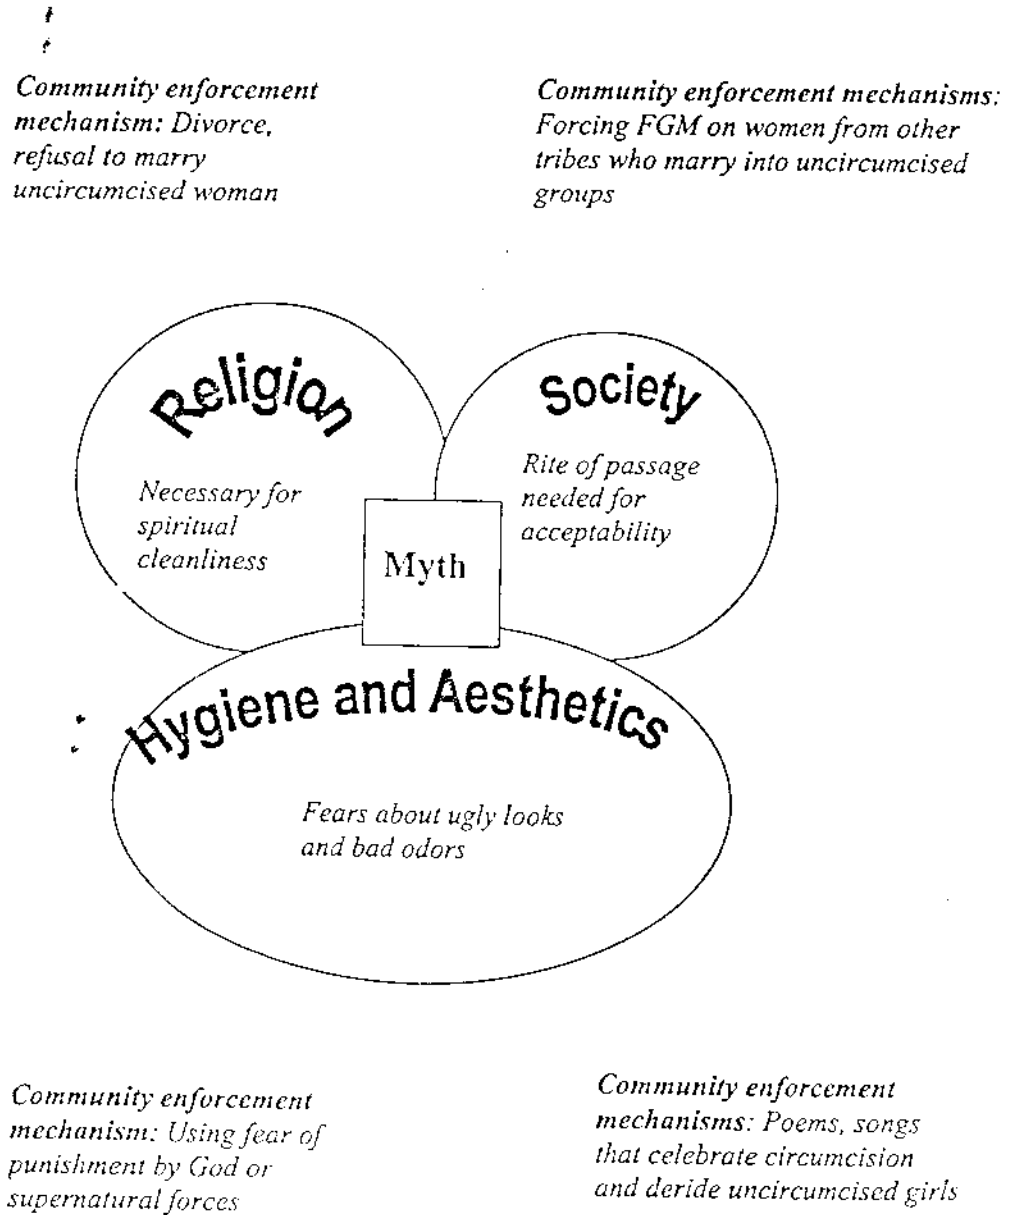 Community enforcement
mechanism: Divorce,
refusal to marry
uncircumcised woman
Community enforcement mechanisms:
Forcing FGM on women from other
tribes who marry into uncircumcised
groups
Religion
Necessary for
spiritual
cleanliness
Society
Rite of passage
needed for
acceptability
Myth
Hygiene and Aesthetics
Fears about ugly looks
and bad odors
Community enforcement
mechanism: Using fear of
punishment by God or
supernatural forces
Community enforcement
mechanisms: Poems, songs
that celebrate circumcision
and deride uncircumcised girls